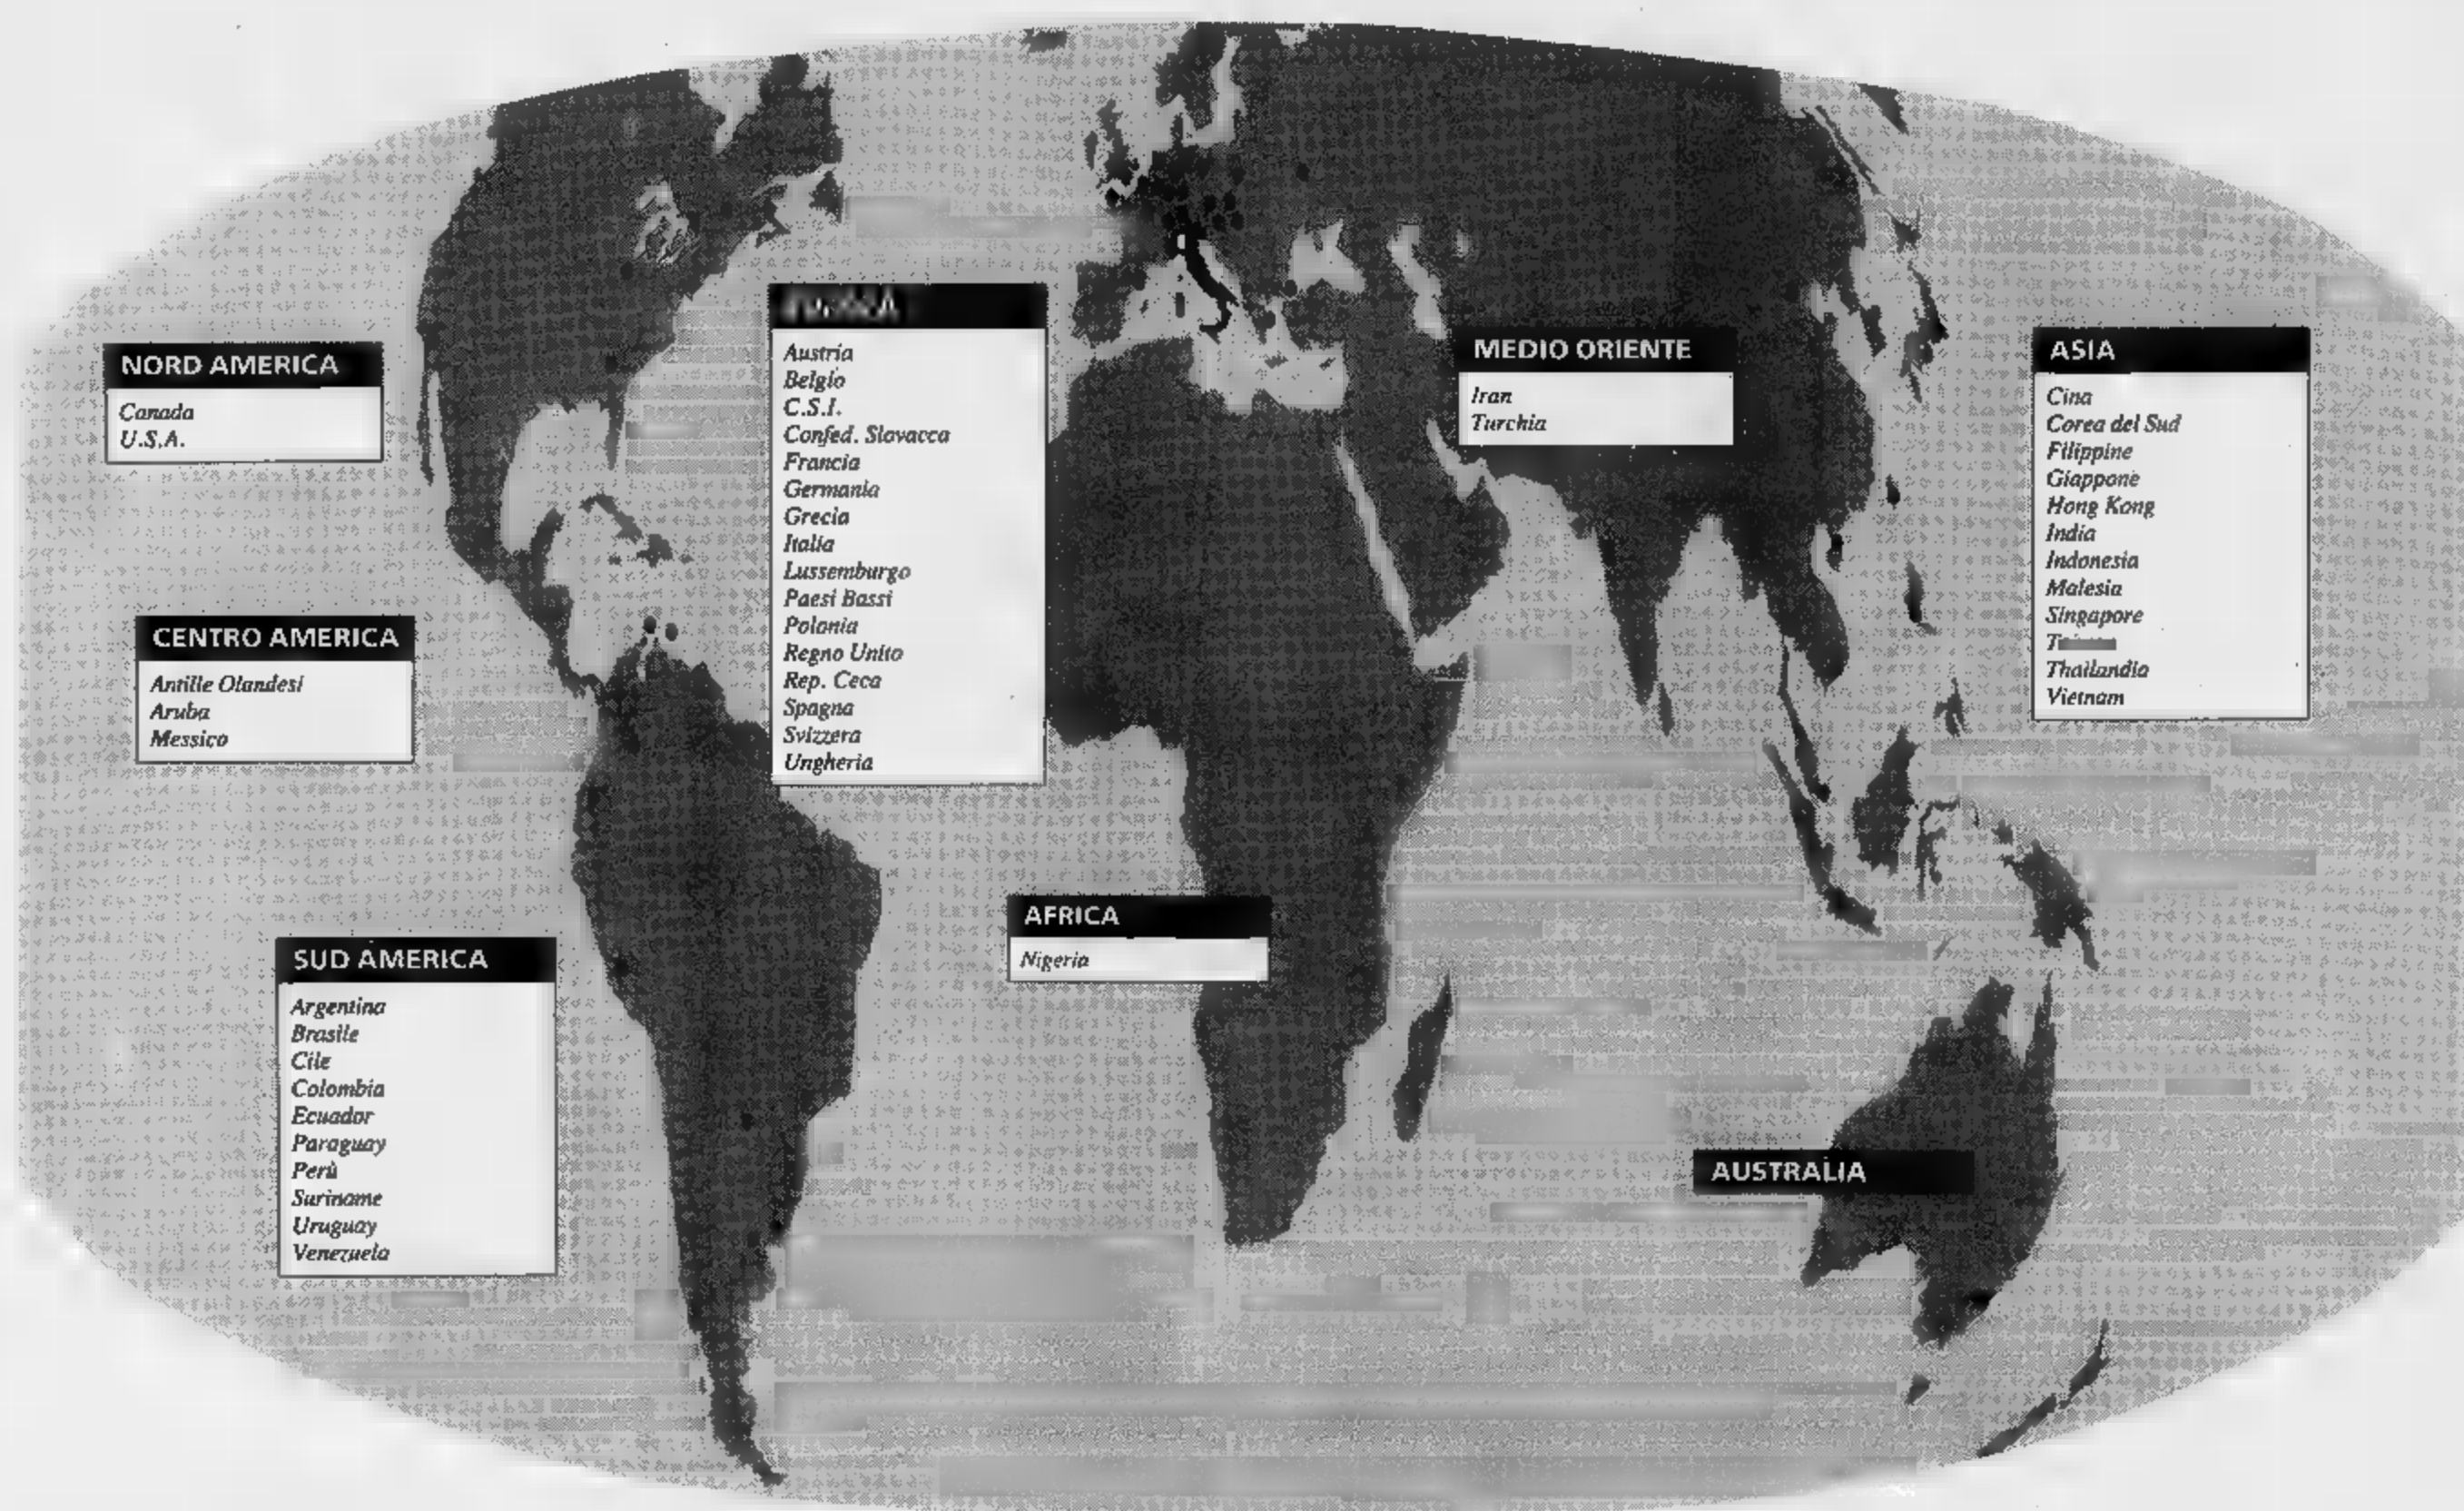 NORD AMERICA
Canada
U.S.A.
CENTRO AMERICA
Antille Olandesi
Aruba
Messico
SUD AMERICA
Argentina
Brasile
Cile
Colombia
Ecuador
Paraguay
Perù
Suriname
Uruguay
Venezuela
Austria
Belgio
C.S.I.
Confed. Slovacca
Francia
Germania
Grecia
Italia
Lussemburgo
Paesi Bassi
Polonia
Regno Unito
Rep. Ceca
Spagna
Svizzera
Ungheria
AFRICA
Nigeria
MEDIO ORIENTE
Iran
Turchia
ASIA
Cina
Corea del Sud
Filippine
Giappone
Hong Kong
India
Indonesia
Malesia
Singapore
Thailandia
Vietnam
AUSTRALIA